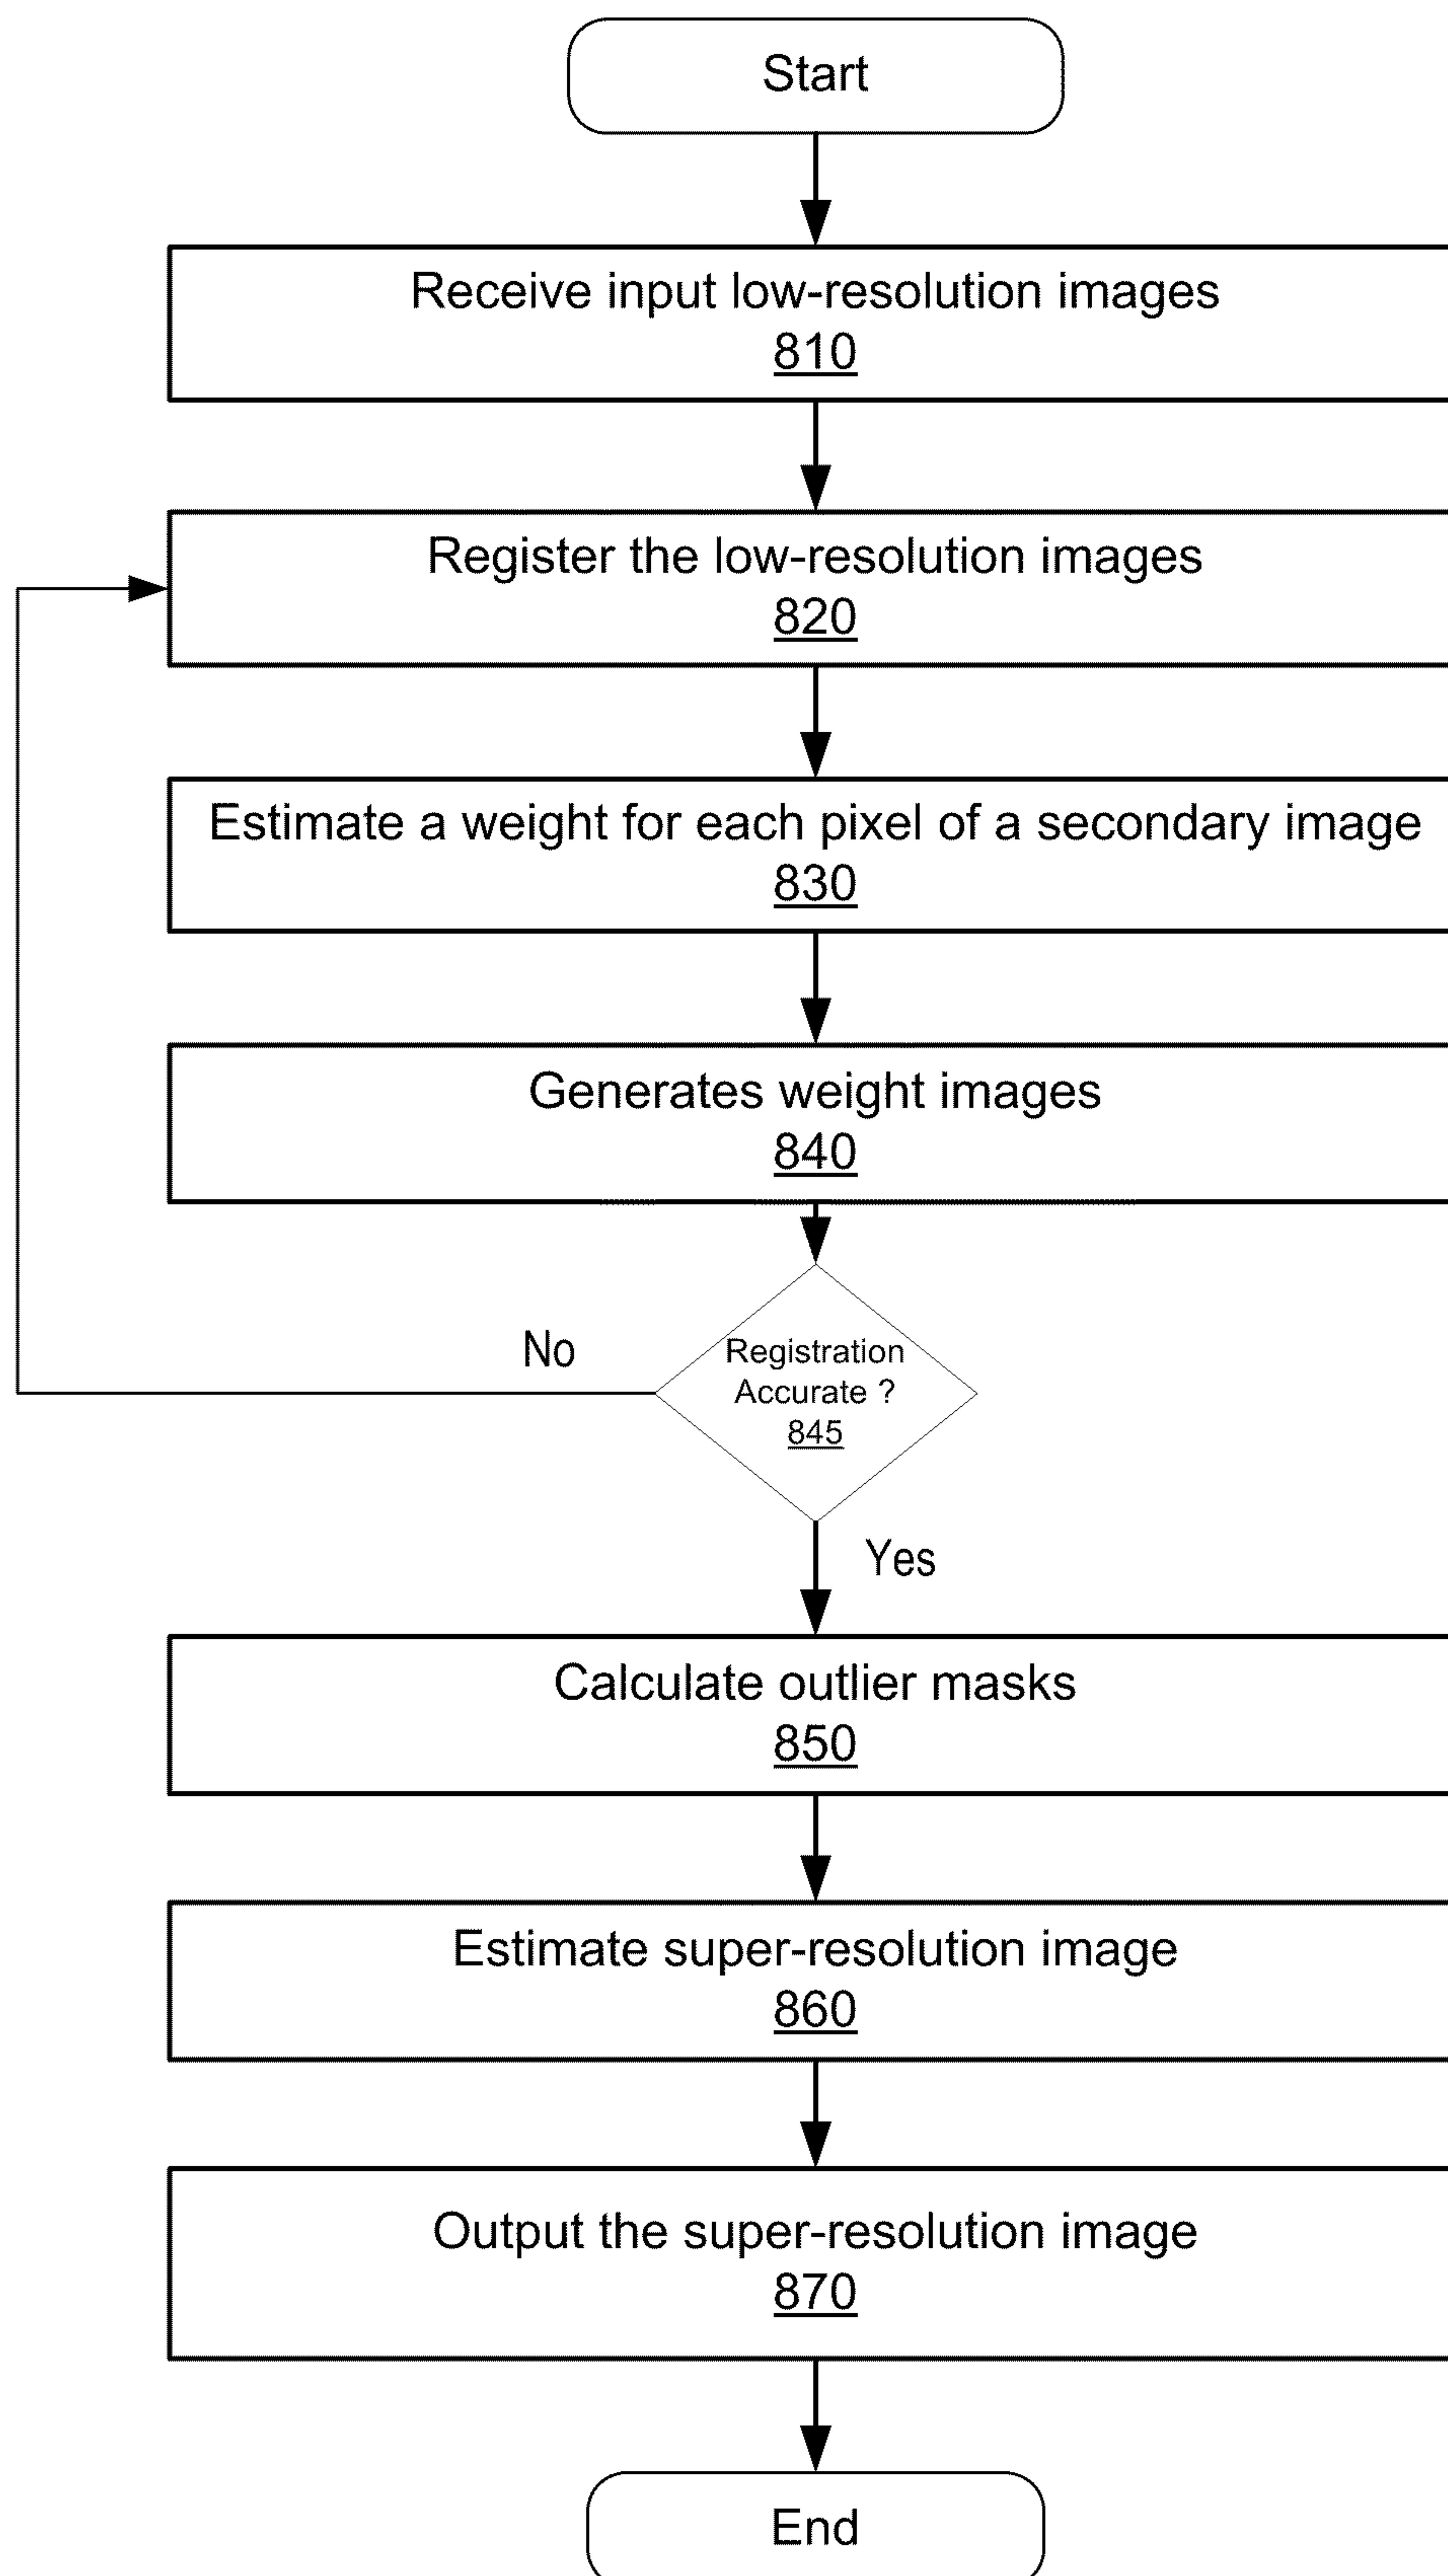 Start
Receive input low-resolution images
810
Register the low-resolution images
820
Estimate a weight for each pixel of a secondary image
830
Generates weight images
840
Registration
Accurate ?
845
No
Yes
Calculate outlier masks
850
Estimate super-resolution image
860
Output the super-resolution image
870
End